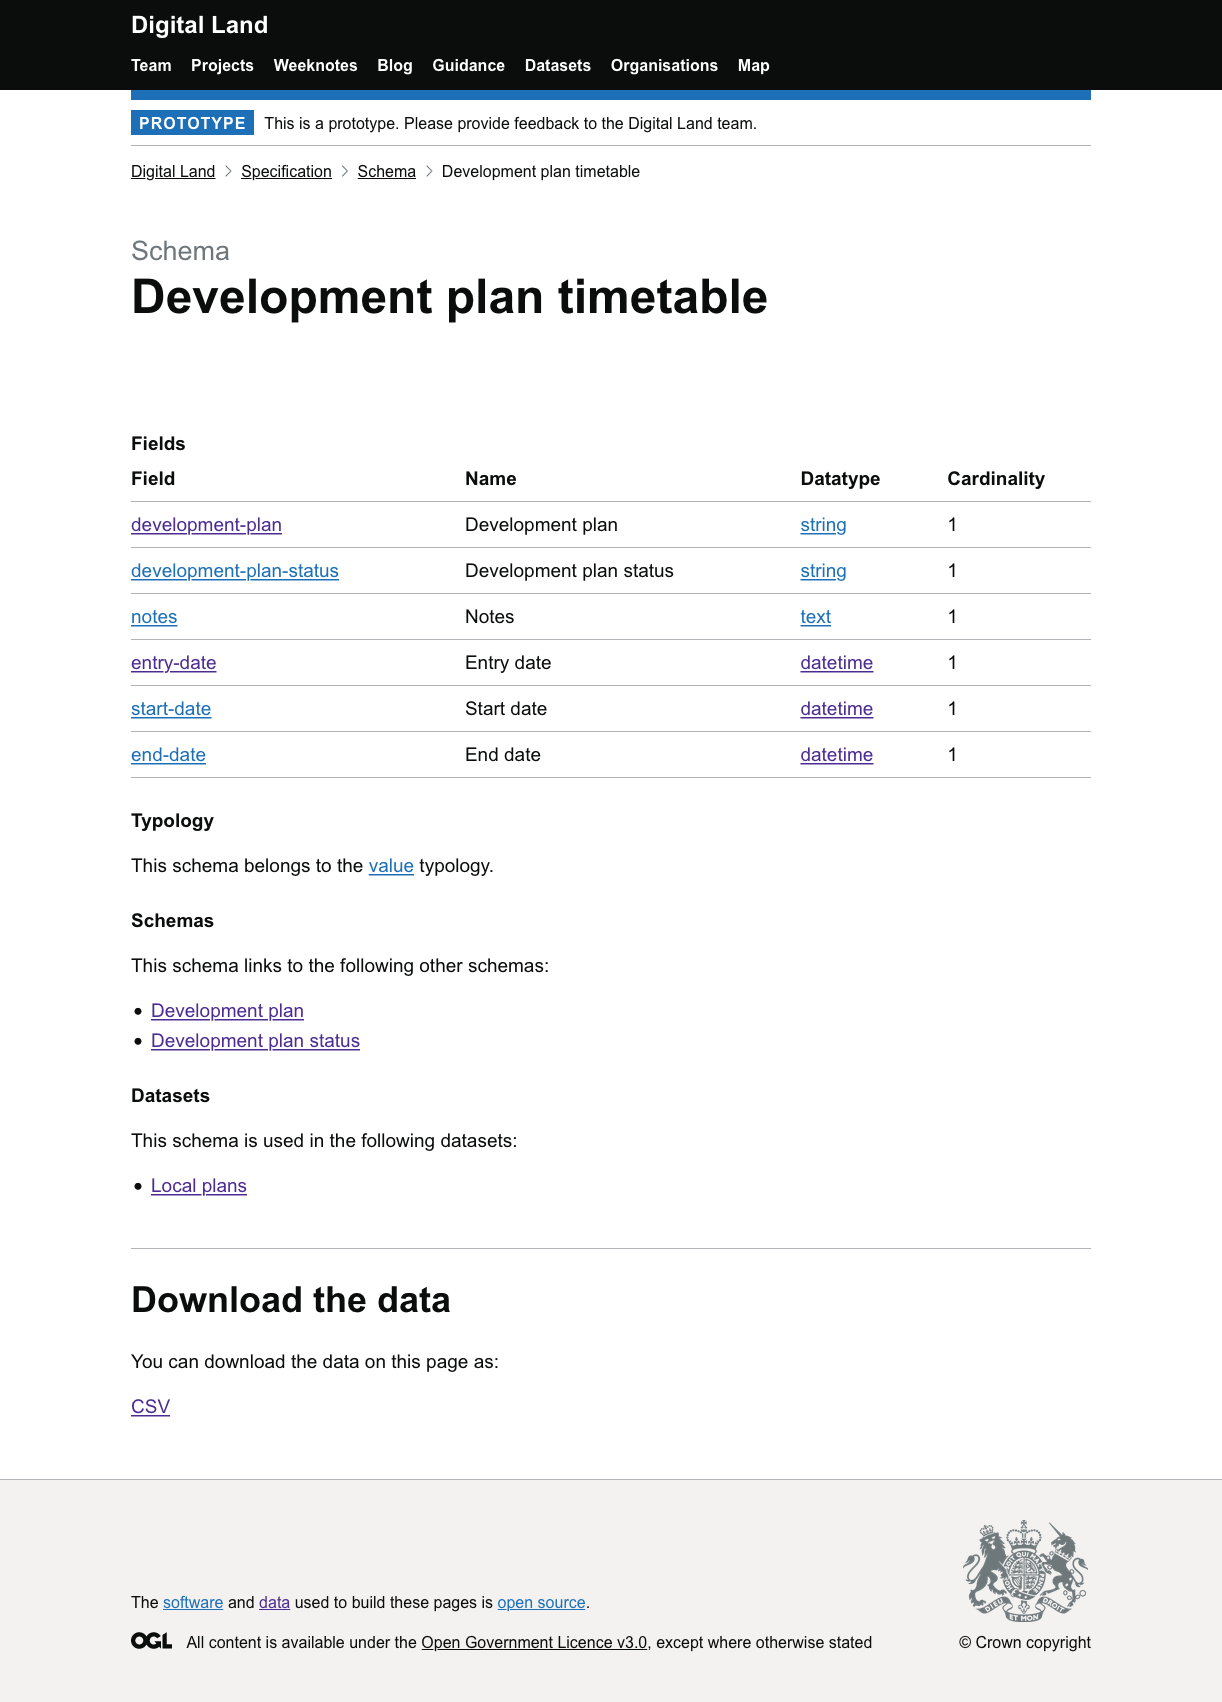 Digital Land
Team Projects Weeknotes Blog Guidance Datasets Organisations Map
PROTOTYPE This is a prototype. Please provide feedback to the Digital Land team.
Digital Land Specification Schema Development plan timetable
Schema
Development plan timetable
Fields
Field Name Datatype Cardinality
development-plan Development plan string 1
development-plan-status Development plan status string 1
notes Notes text 1
entry-date Entry date datetime 1
start-date Start date datetime 1
end-date End date datetime 1
Typology
This schema belongs to the value typology.
Schemas
This schema links to the following other schemas:
• Development plan
• Development plan status
Datasets
This schema is used in the following datasets:
• Local plans
Download the data
You can download the data on this page as:
CSV
The software and data used to build these pages is open source.
OGL All content is available under the Open Government Licence v3.0, except where otherwise stated
© Crown copyright